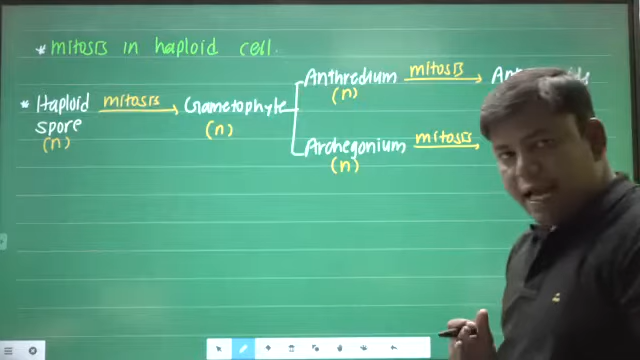 * mitosis in haploid cell.
Anthredium mitosis
(n)
* Haploid mitosis Gametophyte
spore (n)
(n)
Archegonium mitosis
(n)